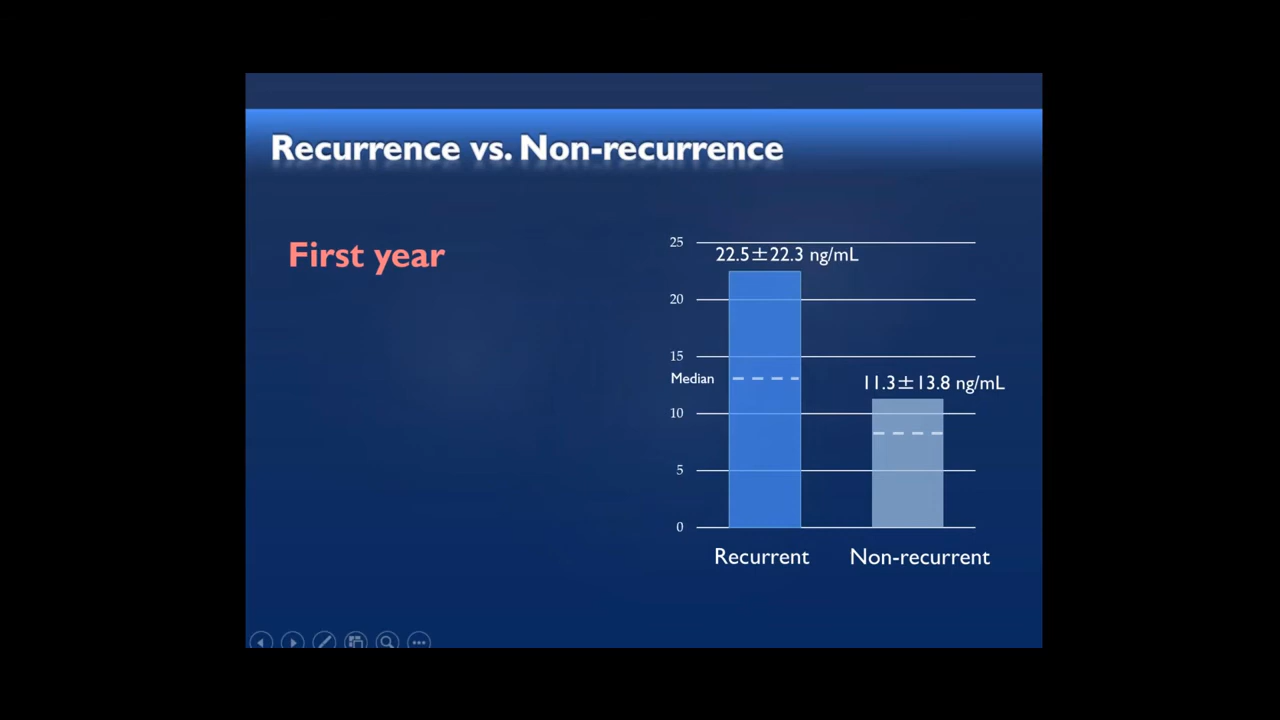 Recurrence vs. Non-recurrence
First year
25
22.5±22.3 ng/mL
20
15
Median
11.3±13.8 ng/mL
10
5
0
Recurrent
Non-recurrent